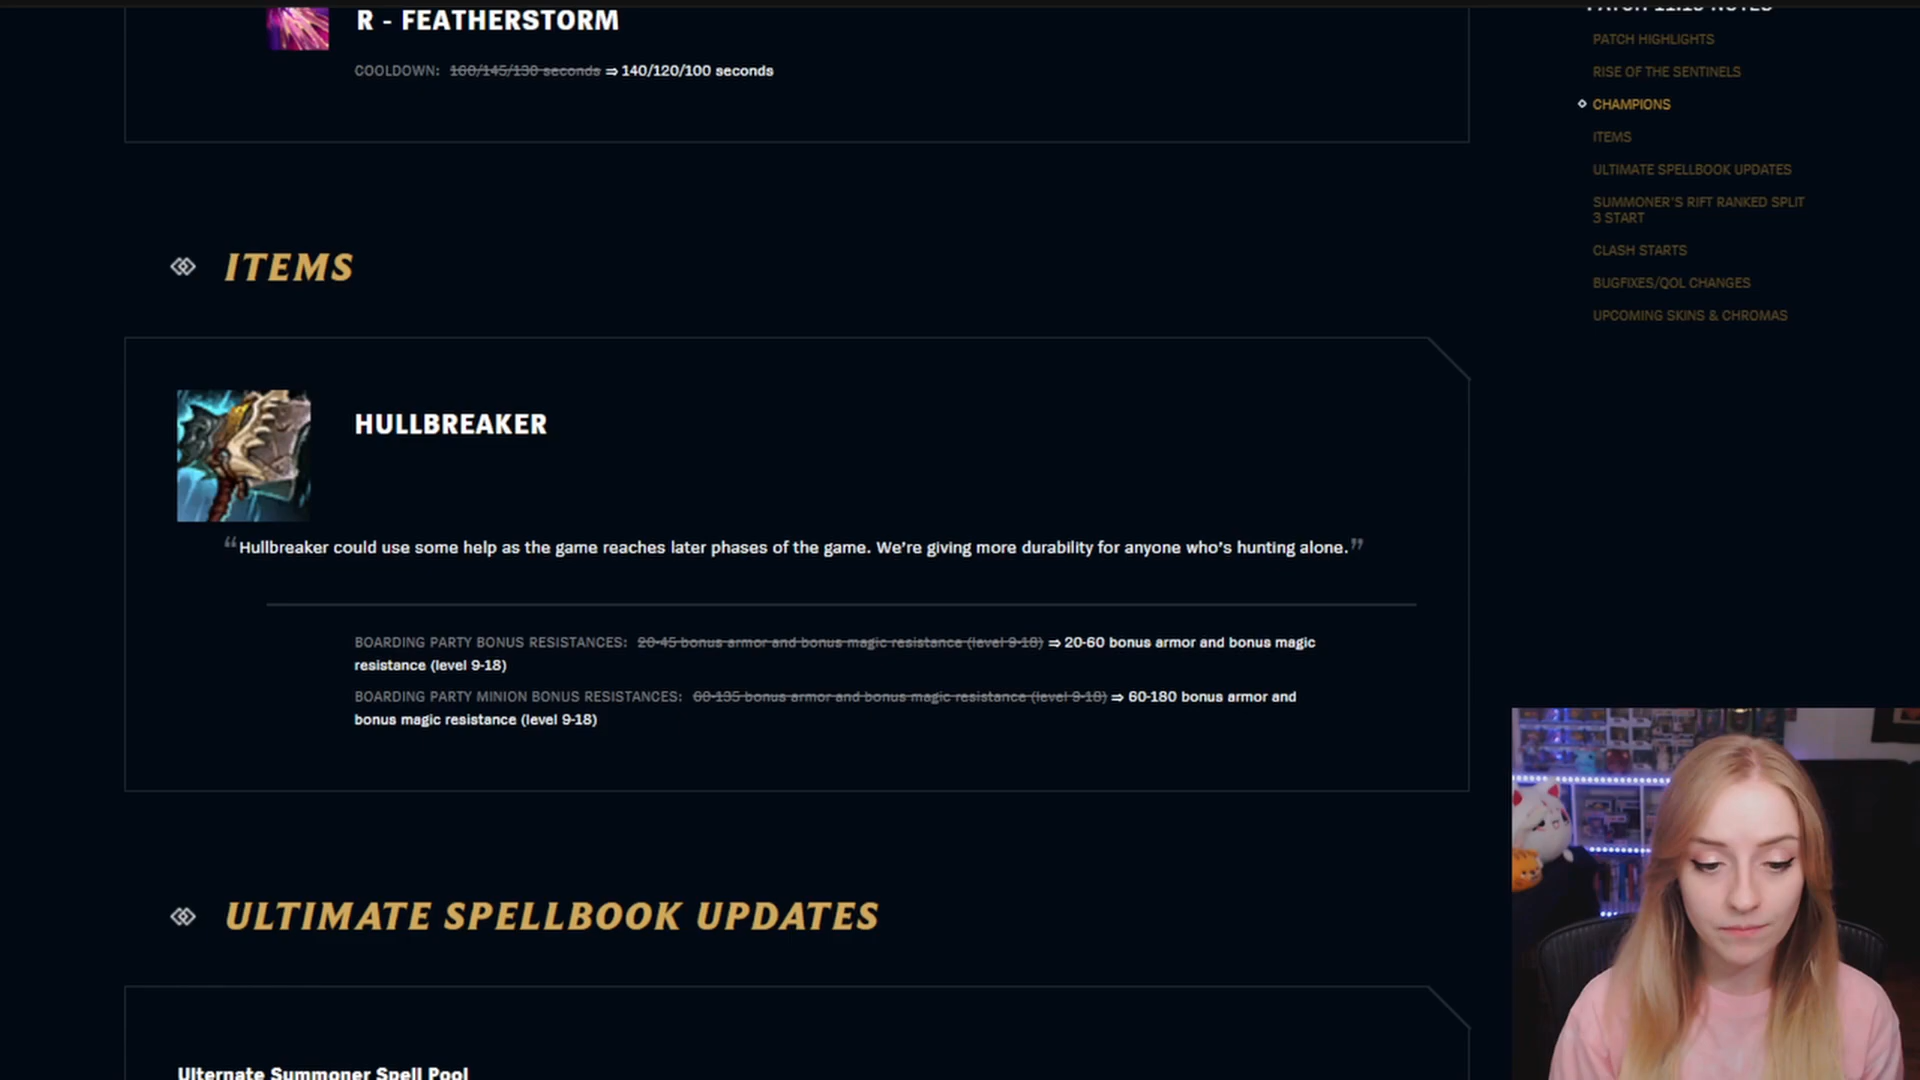 R - FEATHERSTORM
COOLDOWN: 160/145/130 seconds ⇒ 140/120/100 seconds
ITEMS
HULLBREAKER
“Hullbreaker could use some help as the game reaches later phases of the game. We’re giving more durability for anyone who’s hunting alone.”
BOARDING PARTY BONUS RESISTANCES: 20-45 bonus armor and bonus magic resistance (level 9-18) ⇒ 20-60 bonus armor and bonus magic
resistance (level 9-18)
BOARDING PARTY MINION BONUS RESISTANCES: 60-135 bonus armor and bonus magic resistance (level 9-18) ⇒ 60-180 bonus armor and
bonus magic resistance (level 9-18)
ULTIMATE SPELLBOOK UPDATES
Ulternate Summoner Spell Pool
PATCH NOTES
PATCH HIGHLIGHTS
RISE OF THE SENTINELS
CHAMPIONS
ITEMS
ULTIMATE SPELLBOOK UPDATES
SUMMONER'S RIFT RANKED SPLIT
3 START
CLASH STARTS
BUGFIXES/QOL CHANGES
UPCOMING SKINS & CHROMAS